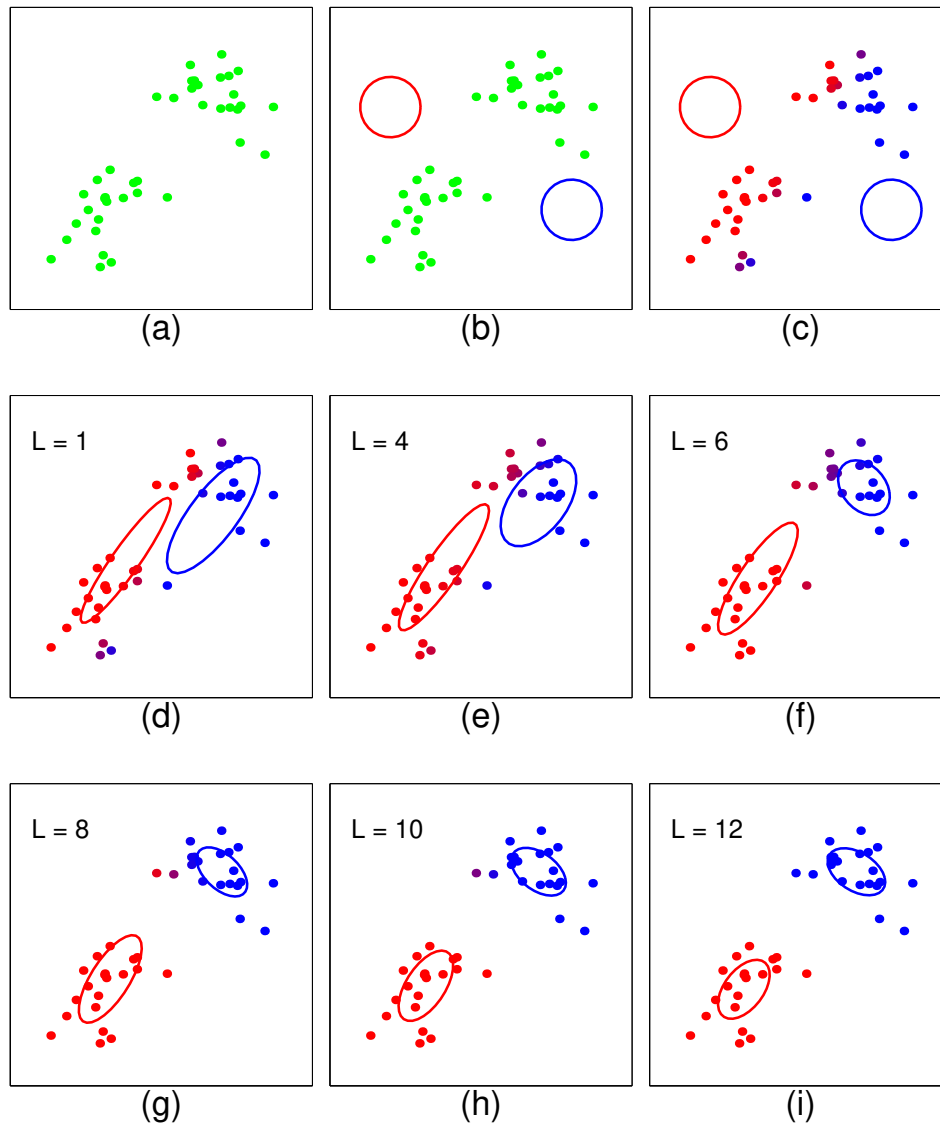 (a) (b) (c)
L = 1 L = 4 L = 6
(d) (e) (f)
L = 8 L = 10 L = 12
(g) (h) (i)